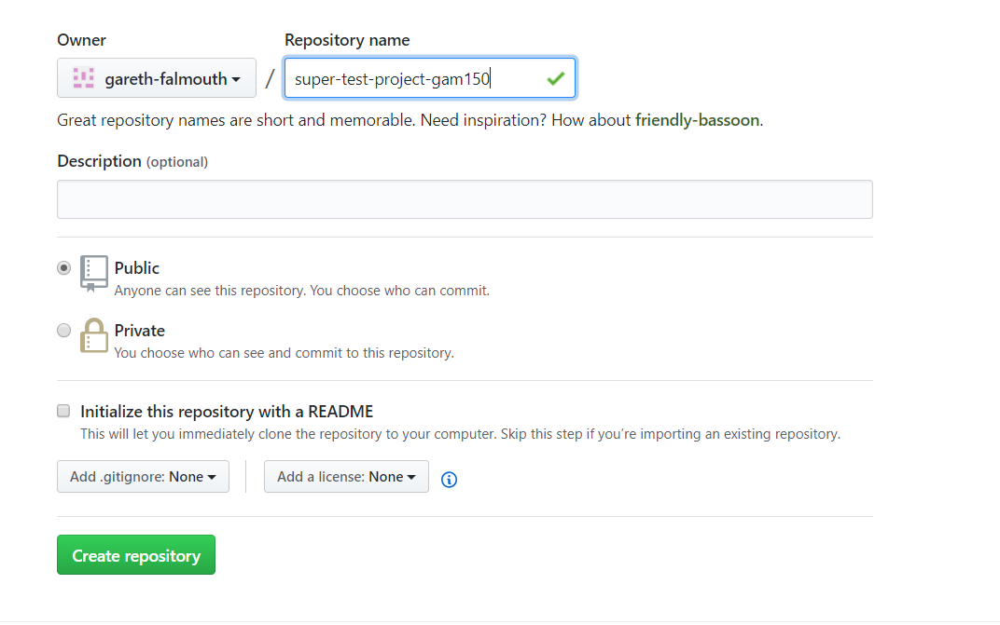 Owner
Repository name
gareth-falmouth / super-test-project-gam150
Great repository names are short and memorable. Need inspiration? How about friendly-bassoon.
Description (optional)
Public
Anyone can see this repository. You choose who can commit.
Private
You choose who can see and commit to this repository.
Initialize this repository with a README
This will let you immediately clone the repository to your computer. Skip this step if you’re importing an existing repository.
Add .gitignore: None
Add a license: None
Create repository